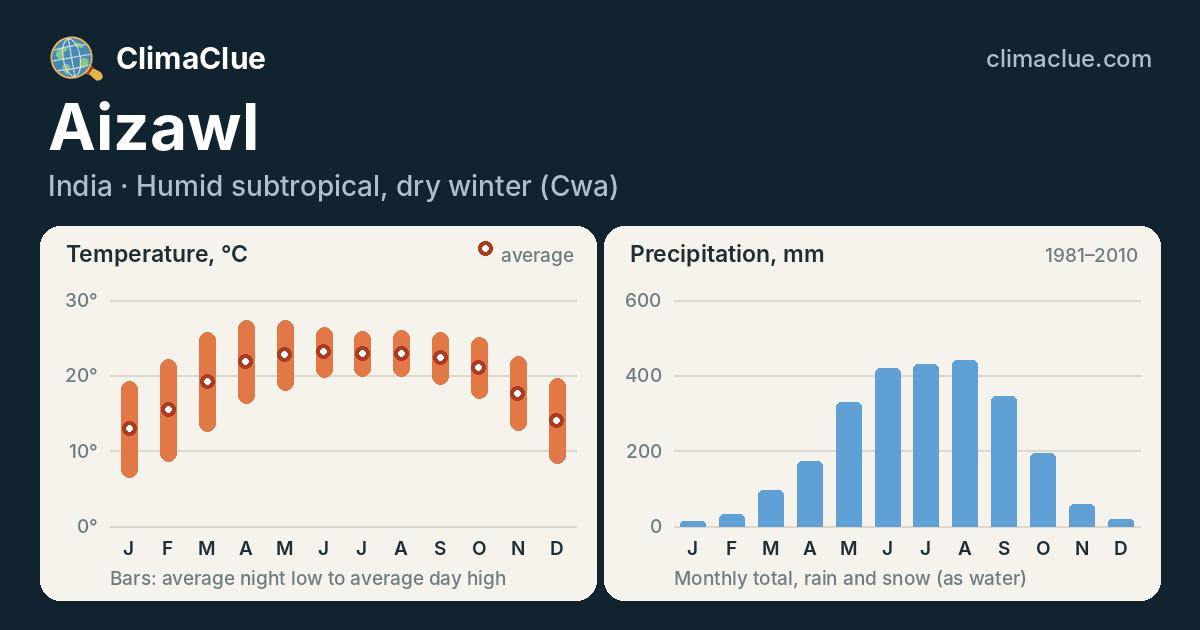 ClimaClue
climaclue.com
Aizawl
India · Humid subtropical, dry winter (Cwa)
Temperature, °C
average
30°
20°
10°
0°
J F M A M J J A S O N D
Bars: average night low to average day high
Precipitation, mm
1981–2010
600
400
200
0
J F M A M J J A S O N D
Monthly total, rain and snow (as water)